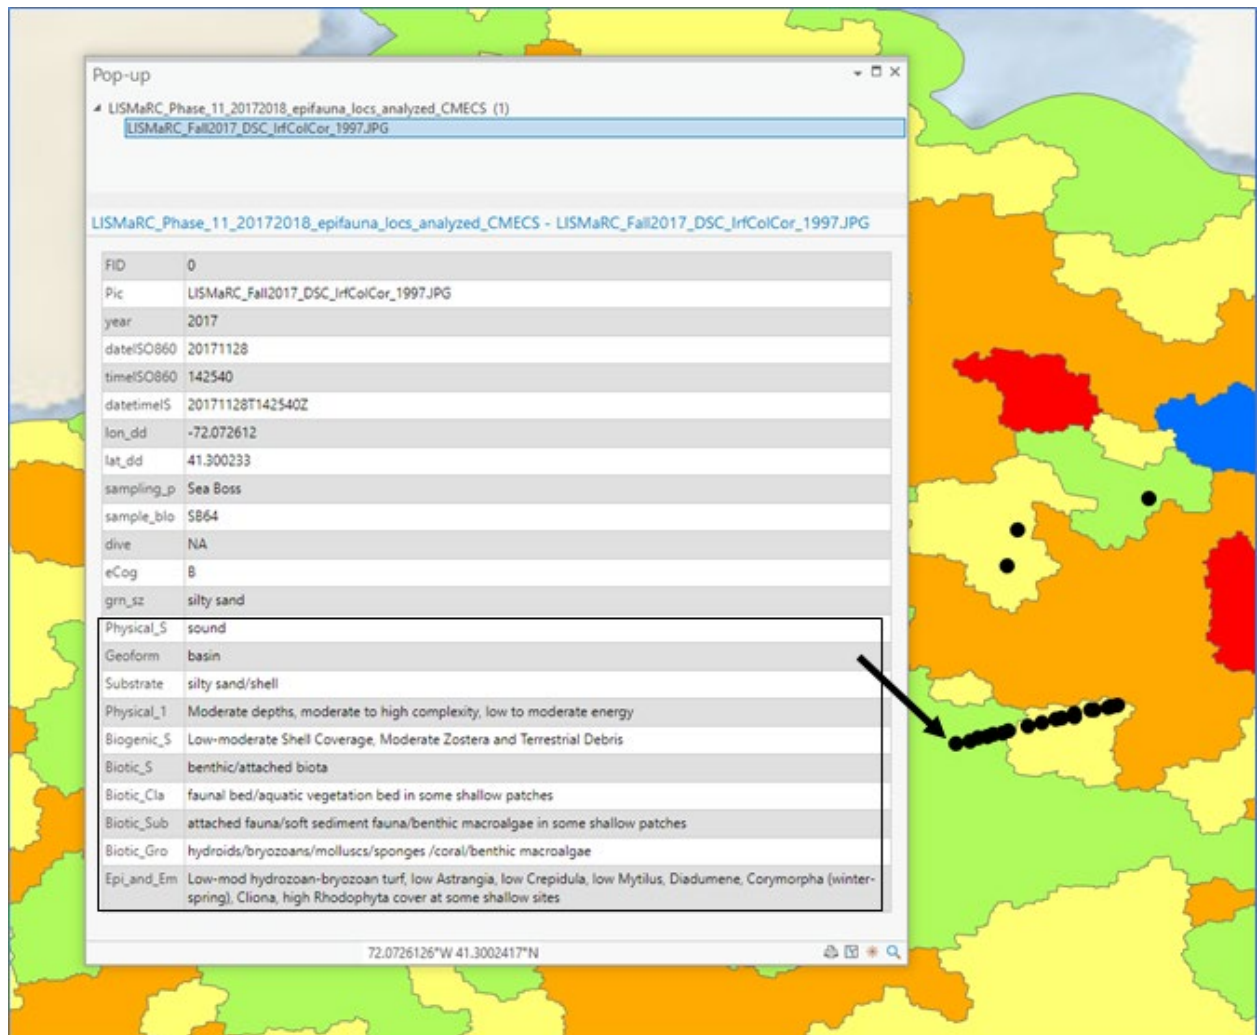 Pop-up
LISMaRC_Phase_11_20172018_epifauna_locs_analyzed_CMECS (1)
LISMaRC_Fall2017_DSC_IrfColCor_1997.JPG
LISMaRC_Phase_11_20172018_epifauna_locs_analyzed_CMECS - LISMaRC_Fall2017_DSC_IrfColCor_1997.JPG
FID 0
Pic LISMaRC_Fall2017_DSC_IrfColCor_1997.JPG
year 2017
dateISO860 20171128
timeISO860 142540
datetimeIS 20171128T142540Z
lon_dd -72.072612
lat_dd 41.300233
sampling_p Sea Boss
sample_blo SB64
dive NA
eCog B
grn_sz silty sand
Physical_S sound
Geoform basin
Substrate silty sand/shell
Physical_1 Moderate depths, moderate to high complexity, low to moderate energy
Biogenic_S Low-moderate Shell Coverage, Moderate Zostera and Terrestrial Debris
Biotic_S benthic/attached biota
Biotic_Cla faunal bed/aquatic vegetation bed in some shallow patches
Biotic_Sub attached fauna/soft sediment fauna/benthic macroalgae in some shallow patches
Biotic_Gro hydroids/bryozoans/molluscs/sponges /coral/benthic macroalgae
Epi_and_Em Low-mod hydrozoan-bryozoan turf, low Astrangia, low Crepidula, low Mytilus, Diadumene, Corymorpha (winter-
spring), Cliona, high Rhodophyta cover at some shallow sites
72.0726126°W 41.3002417°N